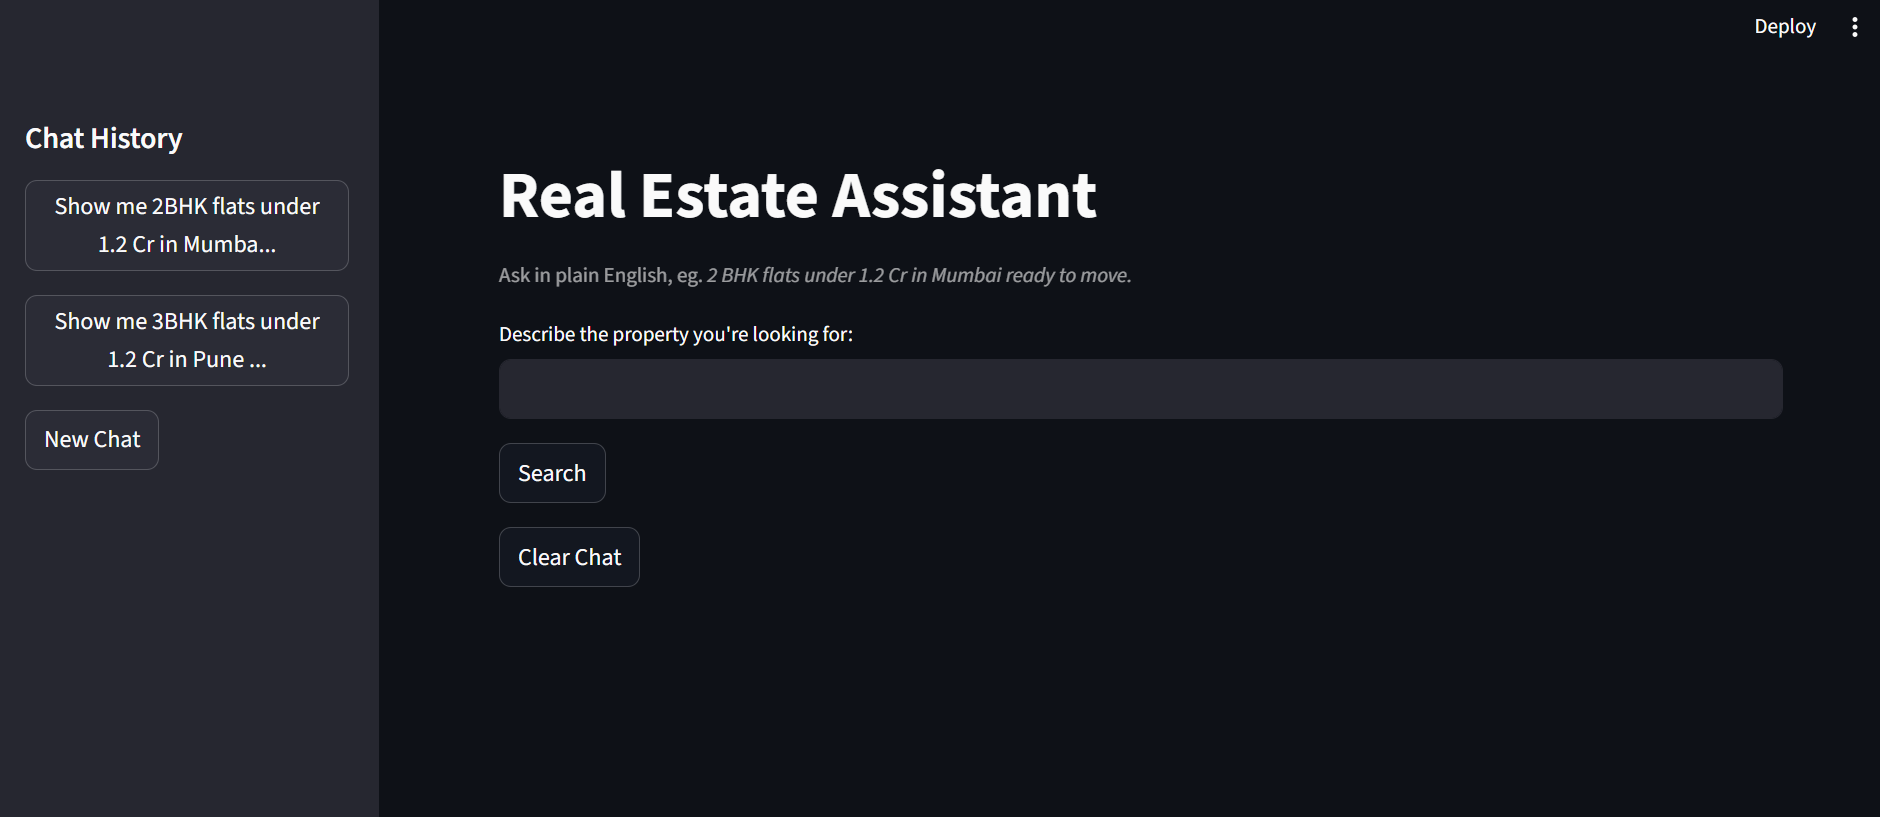 Deploy
Chat History
Show me 2BHK flats under
1.2 Cr in Mumba...
Show me 3BHK flats under
1.2 Cr in Pune ...
New Chat
Real Estate Assistant
Ask in plain English, eg. 2 BHK flats under 1.2 Cr in Mumbai ready to move.
Describe the property you're looking for:
Search
Clear Chat